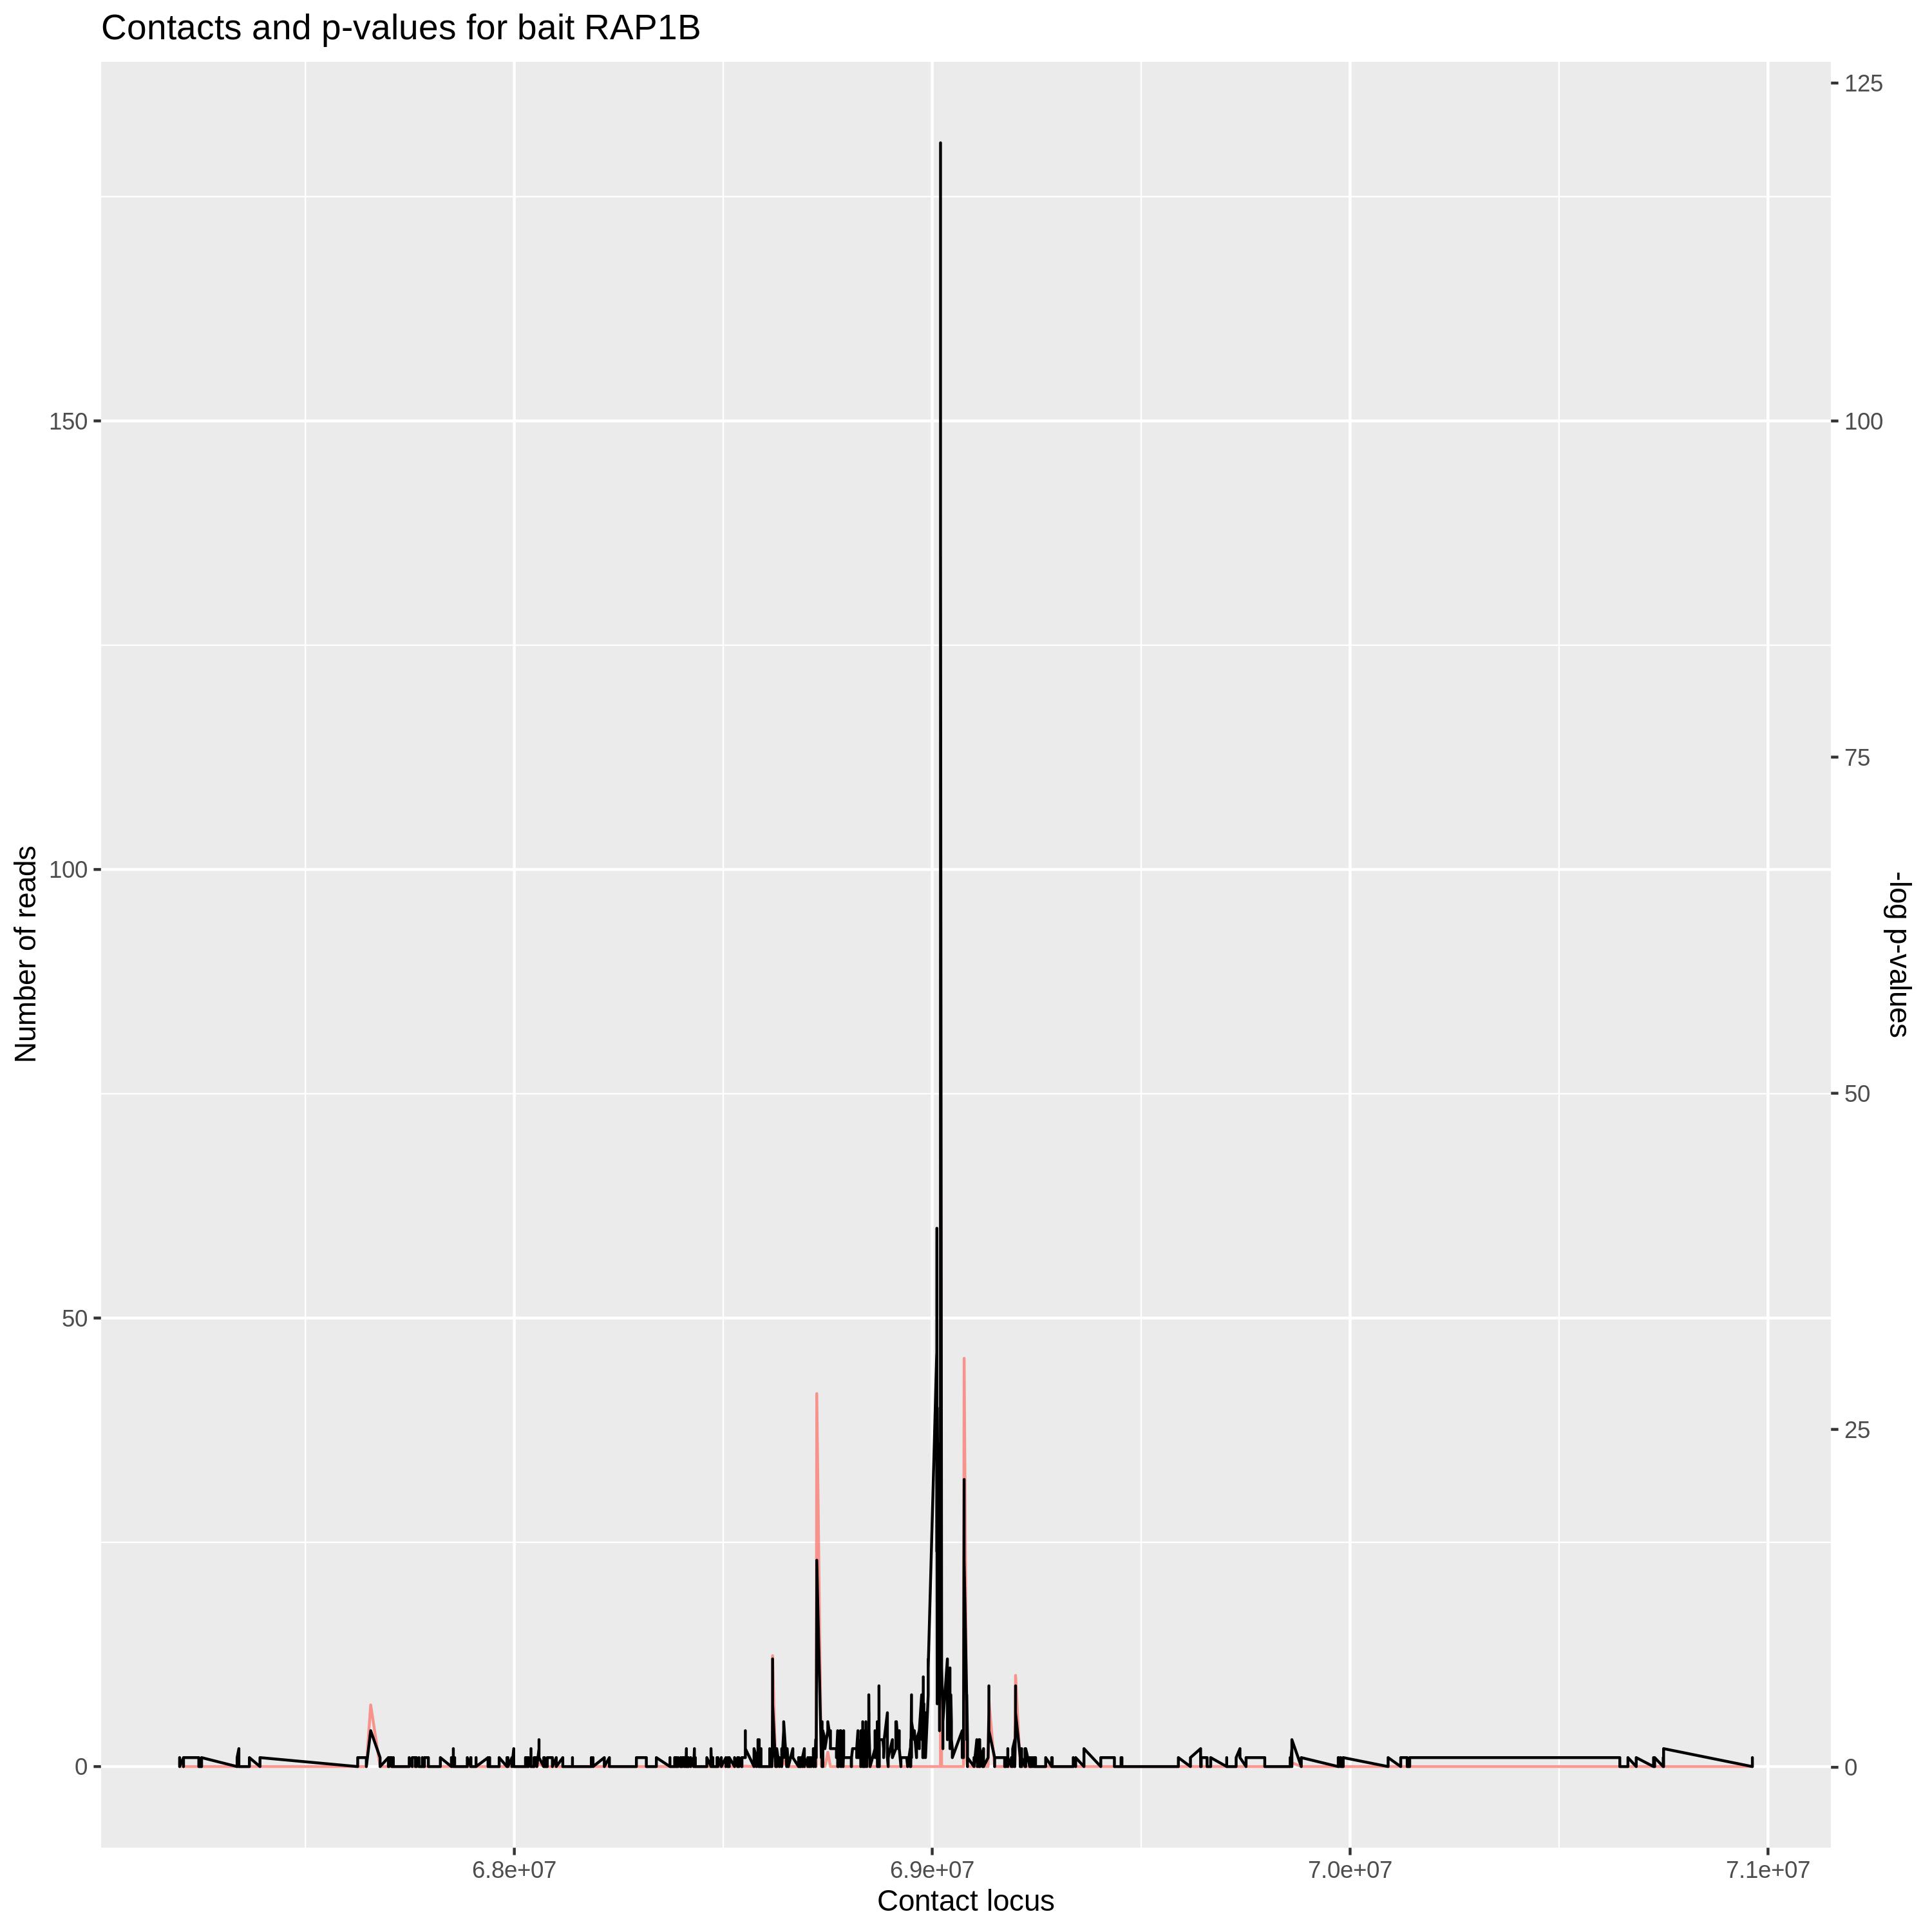 Contacts and p-values for bait RAP1B
125
150
100
75
100
Number of reads
-log p-values
50
50
25
0
0
6.8e+07
6.9e+07
7.0e+07
7.1e+07
Contact locus